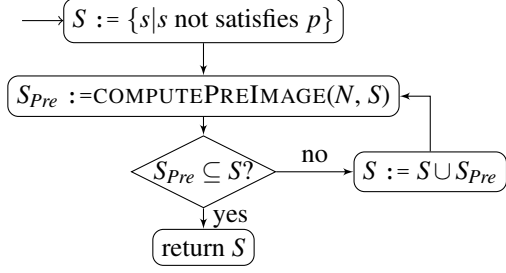 S := {s|s not satisfies p}
S_Pre :=COMPUTEPREIMAGE(N, S)
S_Pre ⊆ S?
no
S := S ∪ S_Pre
yes
return S